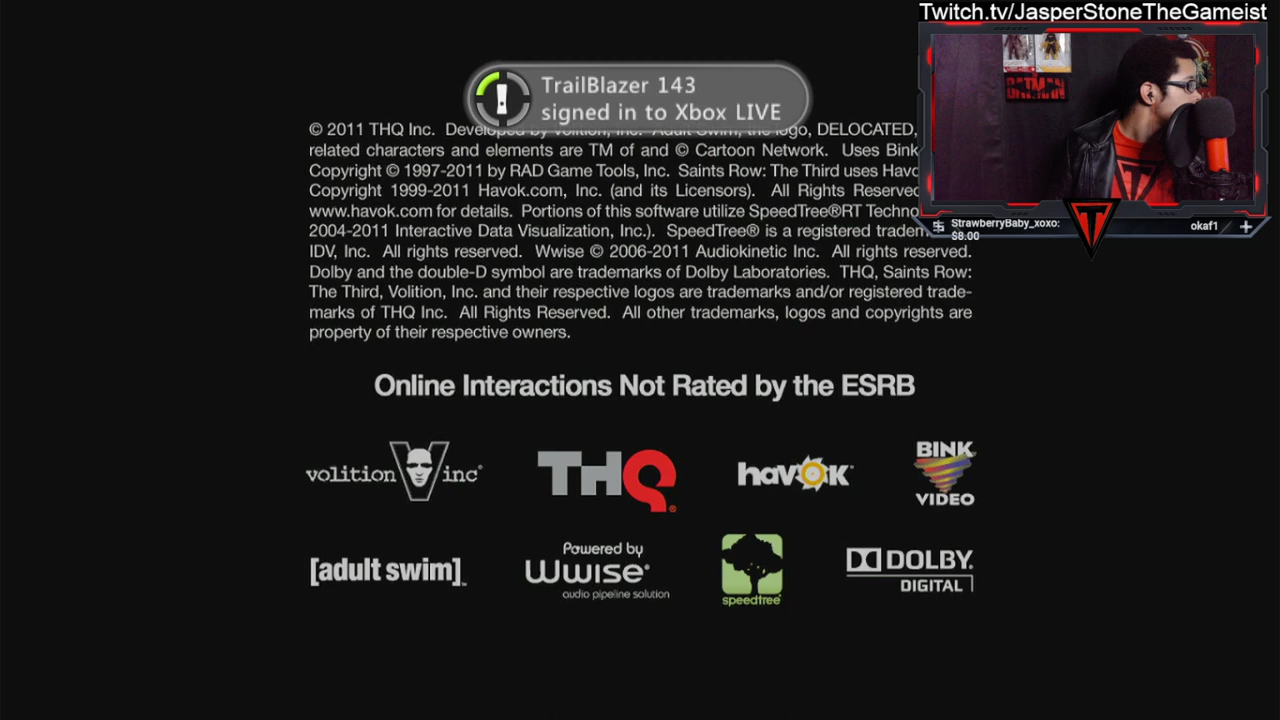 Twitch.tv/JasperStoneTheGameist
TrailBlazer 143
signed in to Xbox LIVE
BATMAN
StrawberryBaby_xoxo:
$8.00
okaf1
© 2011 THQ Inc. Developed by Volition, Inc. Adult Swim, the logo, DELOCATED,
related characters and elements are TM of and © Cartoon Network. Uses Bink
Copyright © 1997-2011 by RAD Game Tools, Inc. Saints Row: The Third uses Havo
Copyright 1999-2011 Havok.com, Inc. (and its Licensors). All Rights Reserved
www.havok.com for details. Portions of this software utilize SpeedTree®RT Techno
2004-2011 Interactive Data Visualization, Inc.). SpeedTree® is a registered tradem
IDV, Inc. All rights reserved. Wwise © 2006-2011 Audiokinetic Inc. All rights reserved.
Dolby and the double-D symbol are trademarks of Dolby Laboratories. THQ, Saints Row:
The Third, Volition, Inc. and their respective logos are trademarks and/or registered trade-
marks of THQ Inc. All Rights Reserved. All other trademarks, logos and copyrights are
property of their respective owners.
Online Interactions Not Rated by the ESRB
volition inc®
THQ®
havok®
BINK
VIDEO
[adult swim]™
Powered by
Wwise®
audio pipeline solution
speedtree®
DOLBY®
DIGITAL